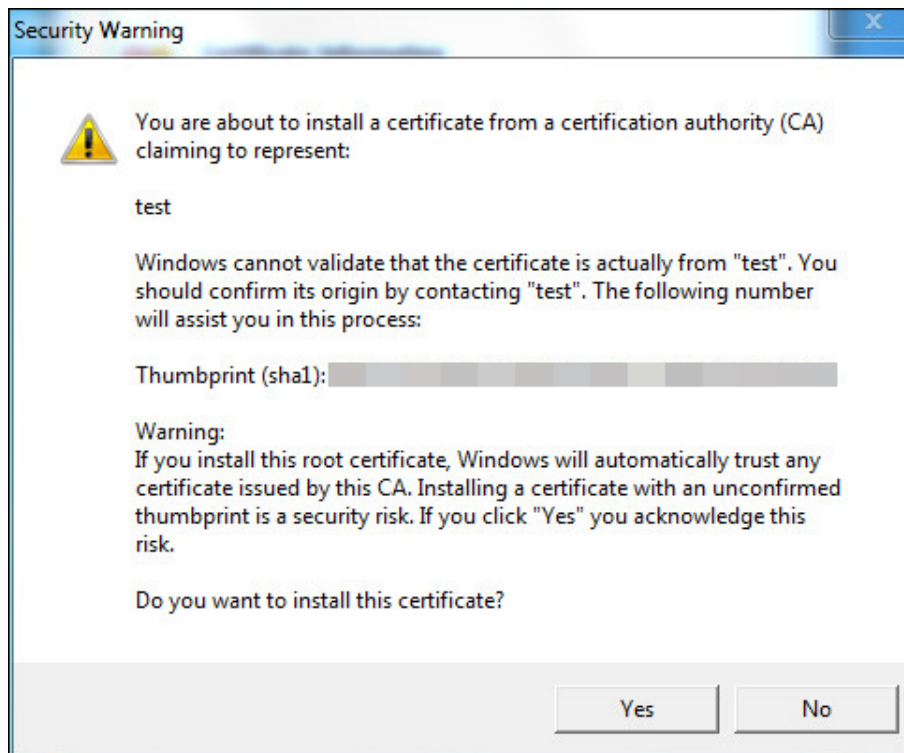 Security Warning
You are about to install a certificate from a certification authority (CA)
claiming to represent:
test
Windows cannot validate that the certificate is actually from "test". You
should confirm its origin by contacting "test". The following number
will assist you in this process:
Thumbprint (sha1):
Warning:
If you install this root certificate, Windows will automatically trust any
certificate issued by this CA. Installing a certificate with an unconfirmed
thumbprint is a security risk. If you click "Yes" you acknowledge this
risk.
Do you want to install this certificate?
Yes No